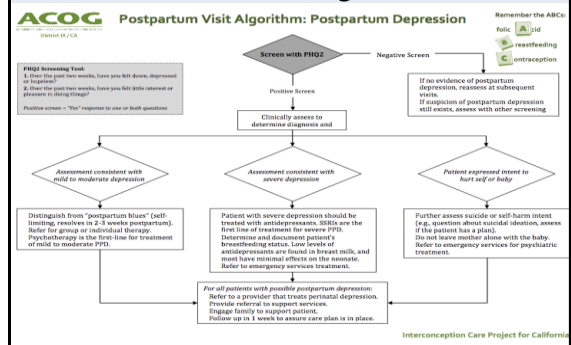 ACOG
District IX / CA
Postpartum Visit Algorithm: Postpartum Depression
Remember the ABCs:
folic A cid
B reastfeeding
C ontraception
PHQ2 Screening Tool:
1. Over the past two weeks, have you felt down, depressed
or hopeless?
2. Over the past two weeks, have you felt little interest or
pleasure in doing things?
Positive screen = "Yes" response to one or both questions
Screen with PHQ2
Negative Screen
Positive Screen
If no evidence of postpartum
depression, reassess at subsequent
visits.
If suspicion of postpartum depression
still exists, assess with other screening
Clinically assess to
determine diagnosis and
Assessment consistent with
mild to moderate depression
Assessment consistent with
severe depression
Patient expressed intent to
hurt self or baby
Distinguish from "postpartum blues" (self-
limiting, resolves in 2-3 weeks postpartum).
Refer for group or individual therapy.
Psychotherapy is the first-line for treatment
of mild to moderate PPD.
Patient with severe depression should be
treated with antidepressants. SSRIs are the
first line of treatment for severe PPD.
Determine and document patient's
breastfeeding status. Low levels of
antidepressants are found in breast milk, and
most have minimal effects on the neonate.
Refer to emergency services treatment.
Further assess suicide or self-harm intent
(e.g., question about suicidal ideation, assess
if the patient has a plan).
Do not leave mother alone with the baby.
Refer to emergency services for psychiatric
treatment.
For all patients with possible postpartum depression:
Refer to a provider that treats perinatal depression.
Provide referral to support services.
Engage family to support patient.
Follow up in 1 week to assure care plan is in place.
Interconception Care Project for California